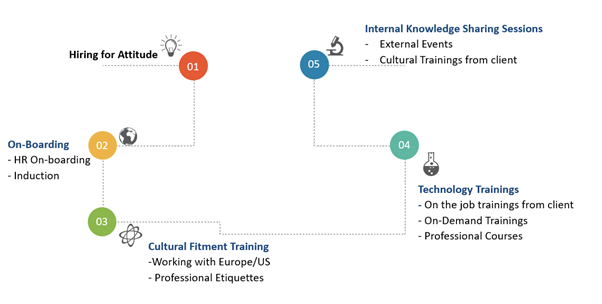 Hiring for Attitude
01
02
On-Boarding
- HR On-boarding
- Induction
03
Cultural Fitment Training
-Working with Europe/US
- Professional Etiquettes
04
Technology Trainings
- On the job trainings from client
- On-Demand Trainings
- Professional Courses
05
Internal Knowledge Sharing Sessions
- External Events
- Cultural Trainings from client